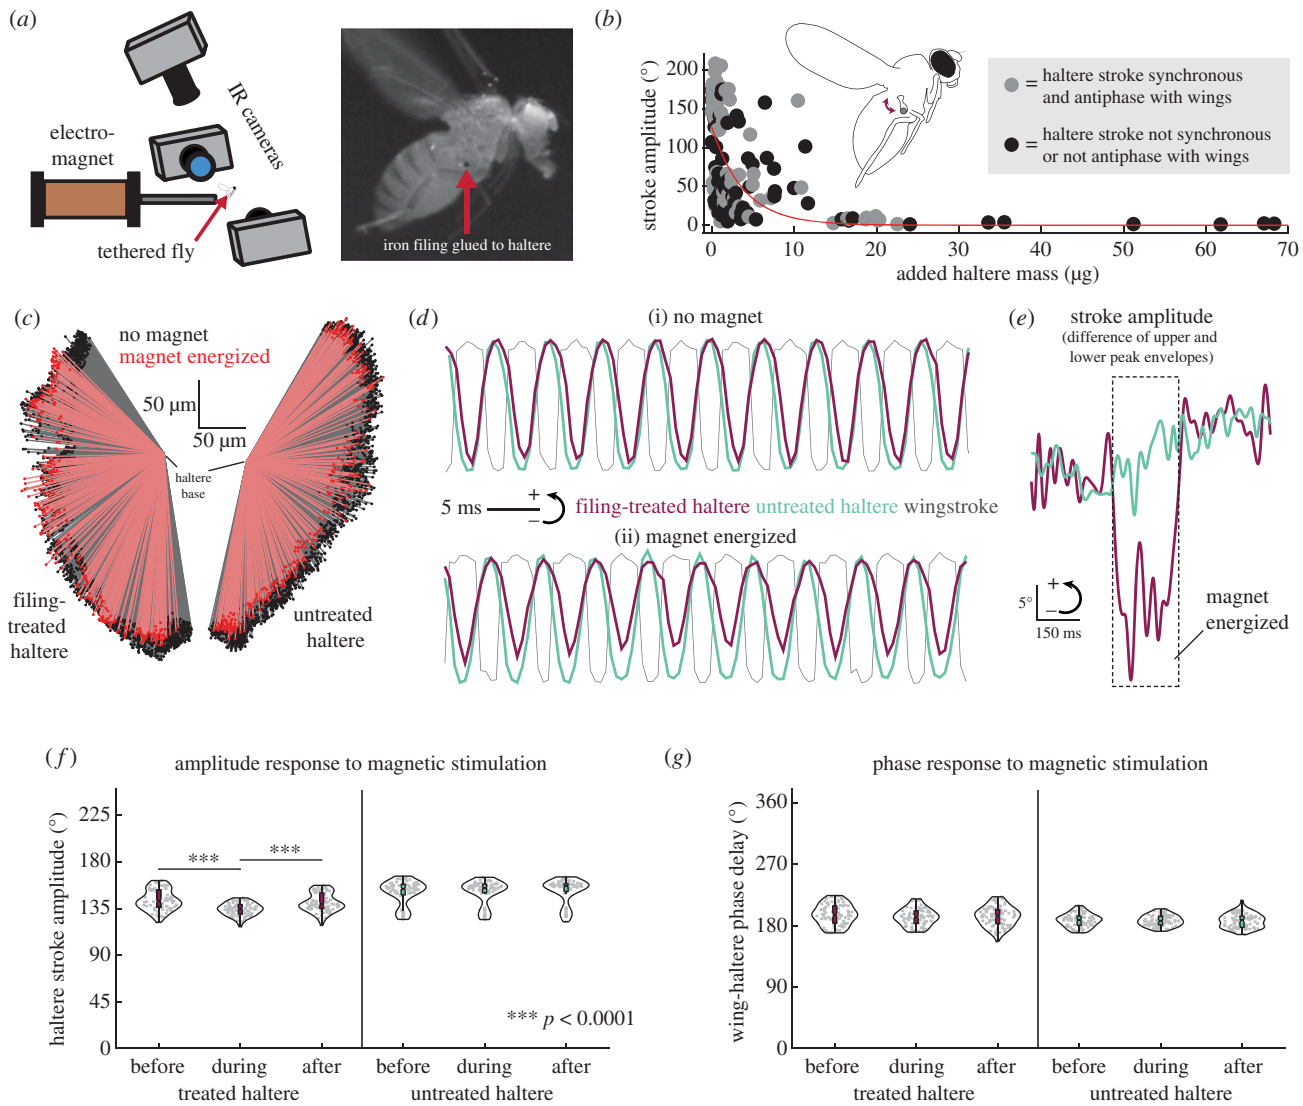 (a)
electro-
magnet
IR cameras
tethered fly
iron filing glued to haltere
(b)
stroke amplitude (°)
200
150
100
50
0
0
10
20
30
40
50
60
70
added haltere mass (µg)
= haltere stroke synchronous
and antiphase with wings
= haltere stroke not synchronous
or not antiphase with wings
(c)
no magnet
magnet energized
50 µm
50 µm
haltere
base
filing-
treated
haltere
untreated
haltere
(d)
(i) no magnet
5 ms
+
−
filing-treated haltere untreated haltere wingstroke
(ii) magnet energized
(e)
stroke amplitude
(difference of upper and
lower peak envelopes)
5°
+
−
150 ms
magnet
energized
(f)
amplitude response to magnetic stimulation
haltere stroke amplitude (°)
225
180
135
90
45
0
***
***
*** p < 0.0001
before during after before during after
treated haltere untreated haltere
(g)
phase response to magnetic stimulation
wing-haltere phase delay (°)
360
270
180
90
0
before during after before during after
treated haltere untreated haltere